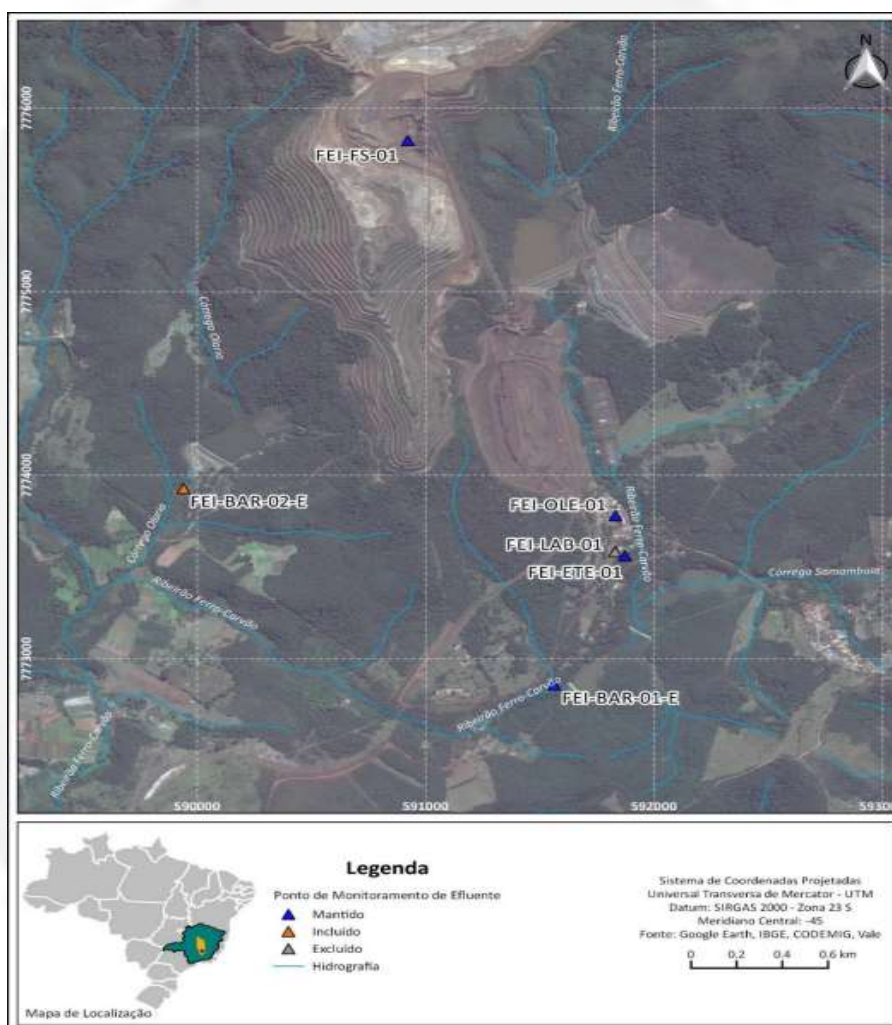 N
Ribeirão Ferro-Carvão
7776000
FEI-FS-01
7775000
Córrego Olaria
7774000
FEI-BAR-02-E
FEI-OLE-01
Ribeirão Ferro-Carvão
FEI-LAB-01
FEI-ETE-01
Córrego Olaria
Córrego Samambaia
Ribeirão Ferro-Carvão
7773000
FEI-BAR-01-E
Ribeirão Ferro-Carvão
Ribeirão Ferro-Carvão
590000
591000
592000
593000
Legenda
Ponto de Monitoramento de Efluente
Mantido
Incluído
Excluído
Hidrografia
Mapa de Localização
Sistema de Coordenadas Projetadas
Universal Transversa de Mercator - UTM
Datum: SIRGAS 2000 - Zona 23 S
Meridiano Central: -45
Fonte: Google Earth, IBGE, CODEMIG, Vale
0 0.2 0.4 0.6 km